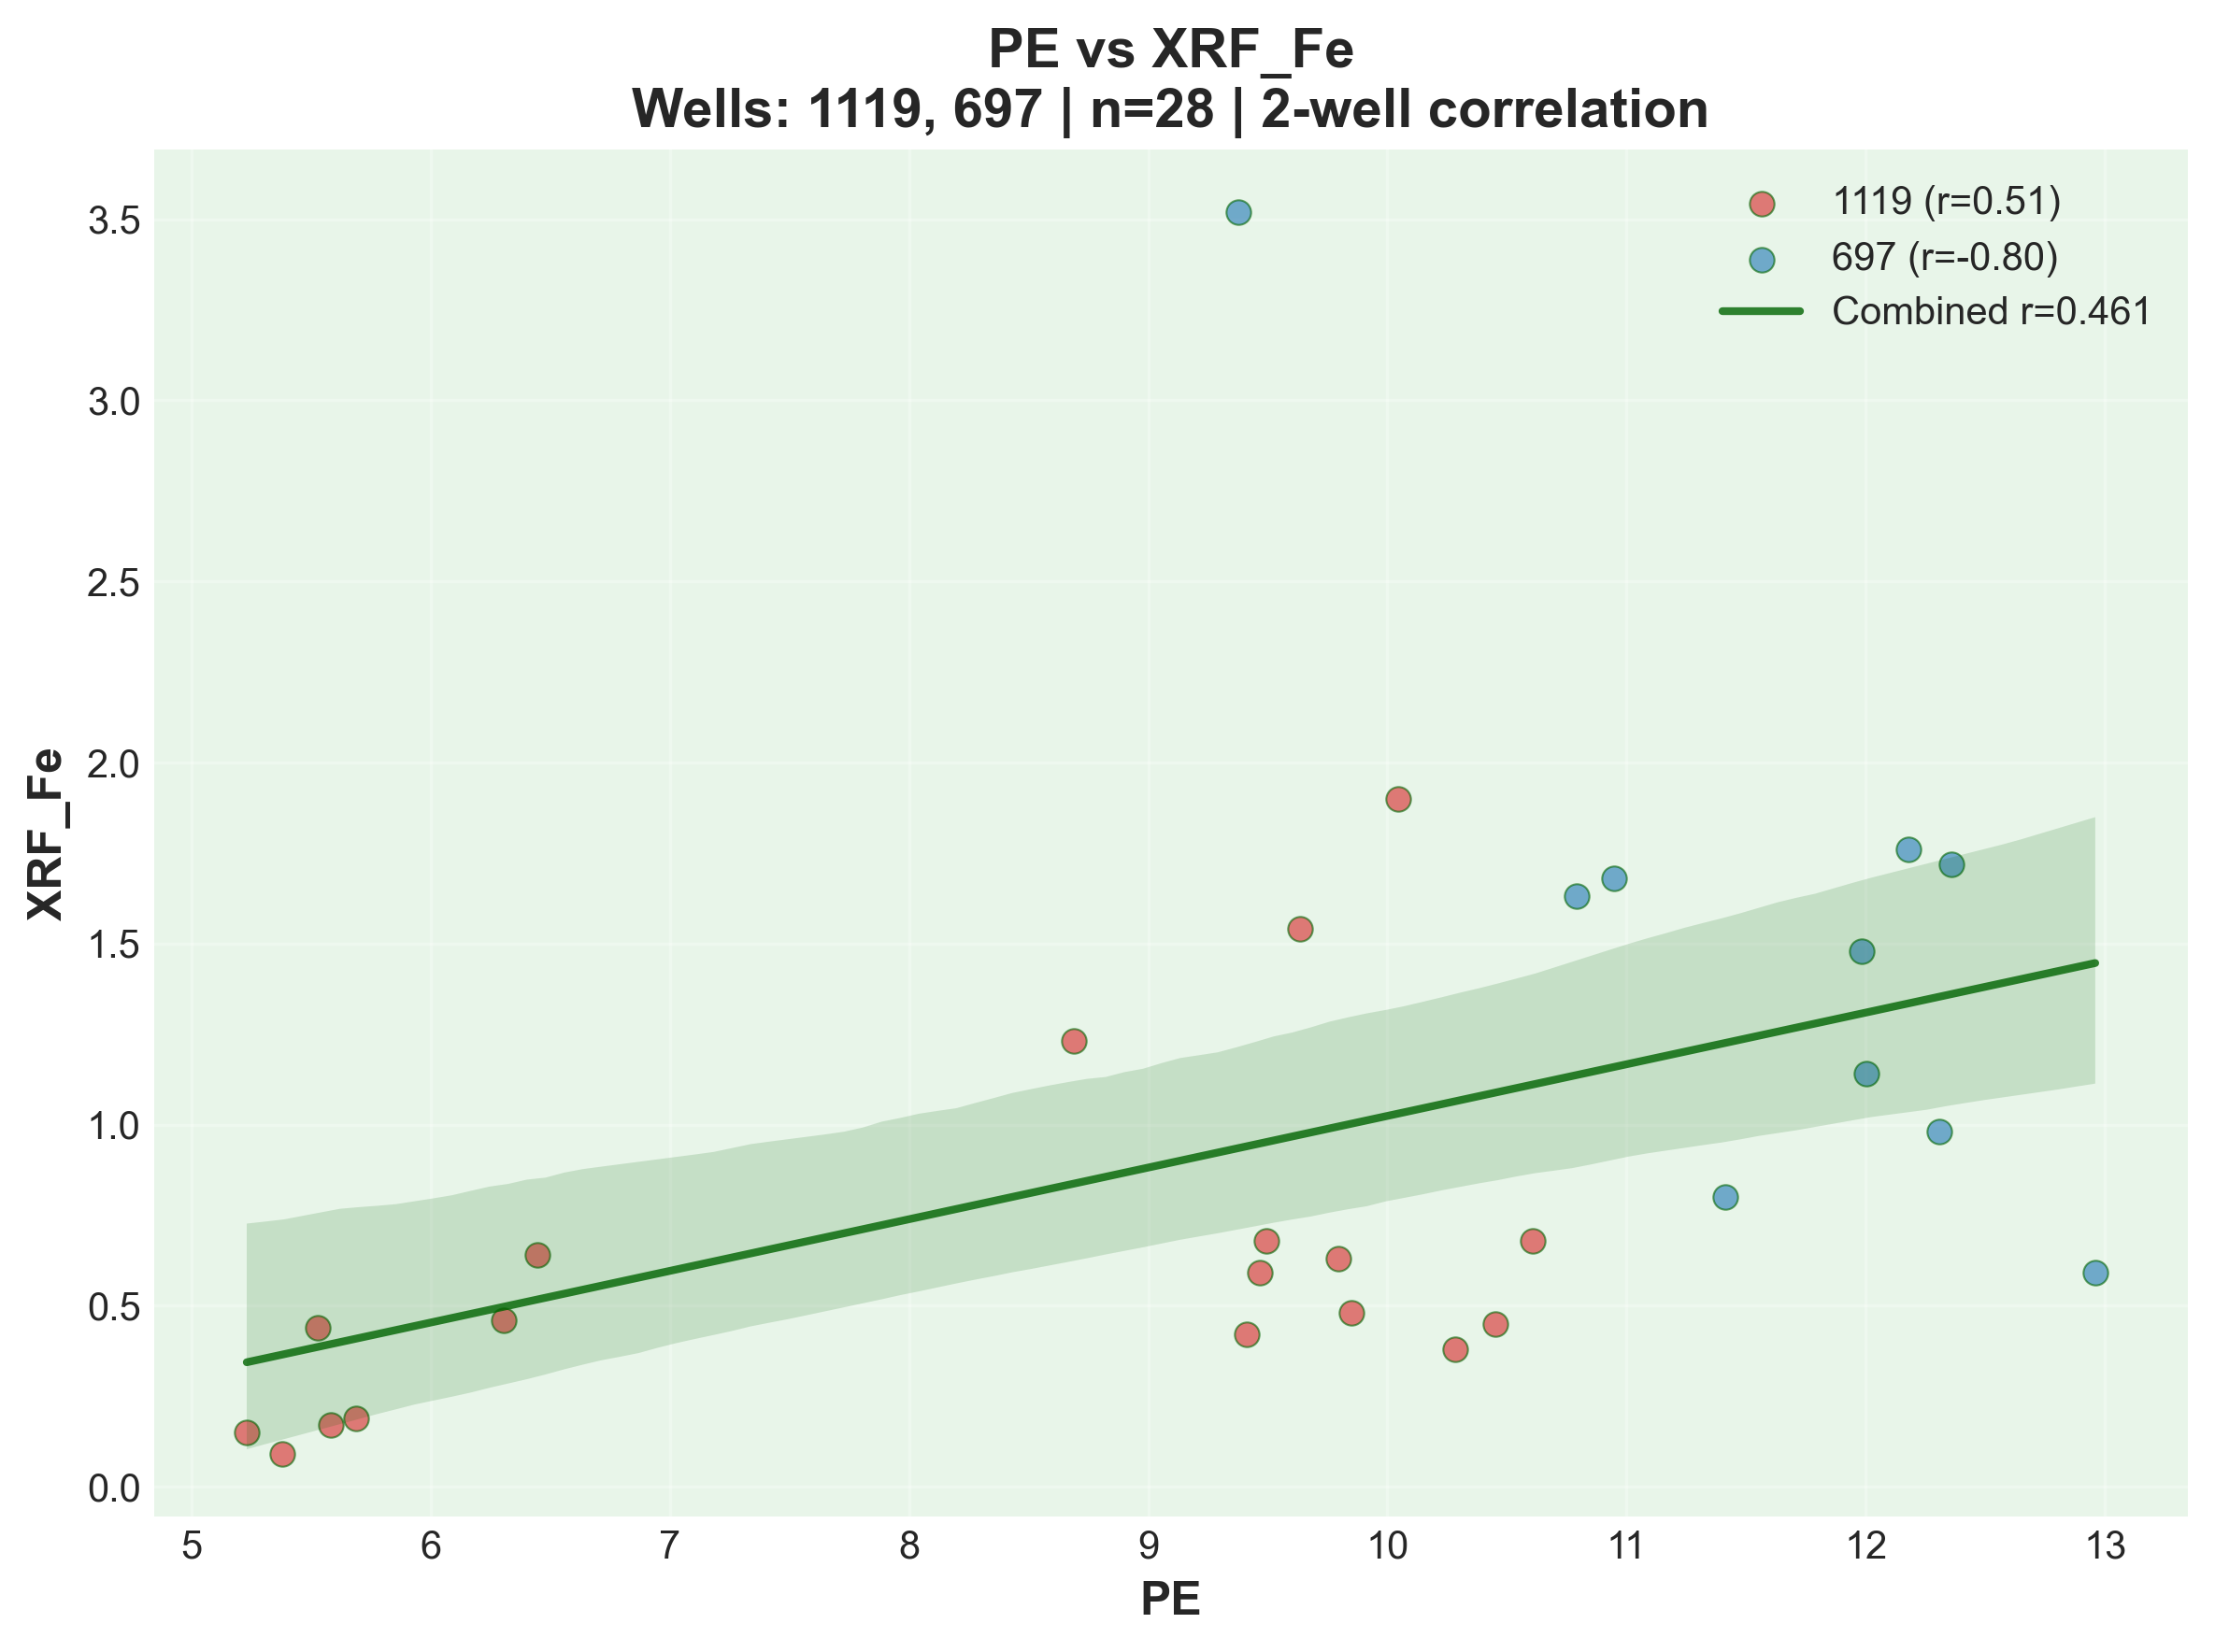 PE vs XRF_Fe
Wells: 1119, 697 | n=28 | 2-well correlation
1119 (r=0.51)
697 (r=-0.80)
Combined r=0.461
XRF_Fe
3.5
3.0
2.5
2.0
1.5
1.0
0.5
0.0
5 6 7 8 9 10 11 12 13
PE